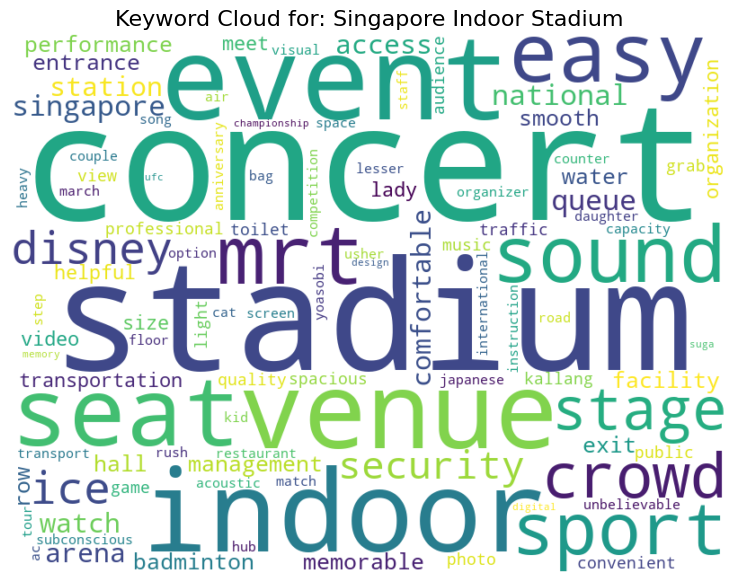 Keyword Cloud for: Singapore Indoor Stadium
performance
meet
visual
access
event
easy
entrance
station
air
staff
audience
national
singapore
song
championship
space
smooth
organization
concert
couple
view
ufc
march
heavy
anniversary
bag
competition
lesser
lady
organizer
counter
water
grab
queue
daughter
professional
toilet
traffic
capacity
disney
option
mrt
usher
music
sound
helpful
design
comfortable
international
yoasobi
stadium
step
size
light
cat
screen
instruction
road
video
floor
memory
suga
transportation
quality
spacious
japanese
kallang
facility
seat
venue
kid
stage
transport
rush
restaurant
exit
public
row
hall
management
security
crowd
ice
game
acoustic
match
unbelievable
indoor
digital
sport
tour
watch
subconscious
hub
ac
arena
badminton
memorable
photo
convenient